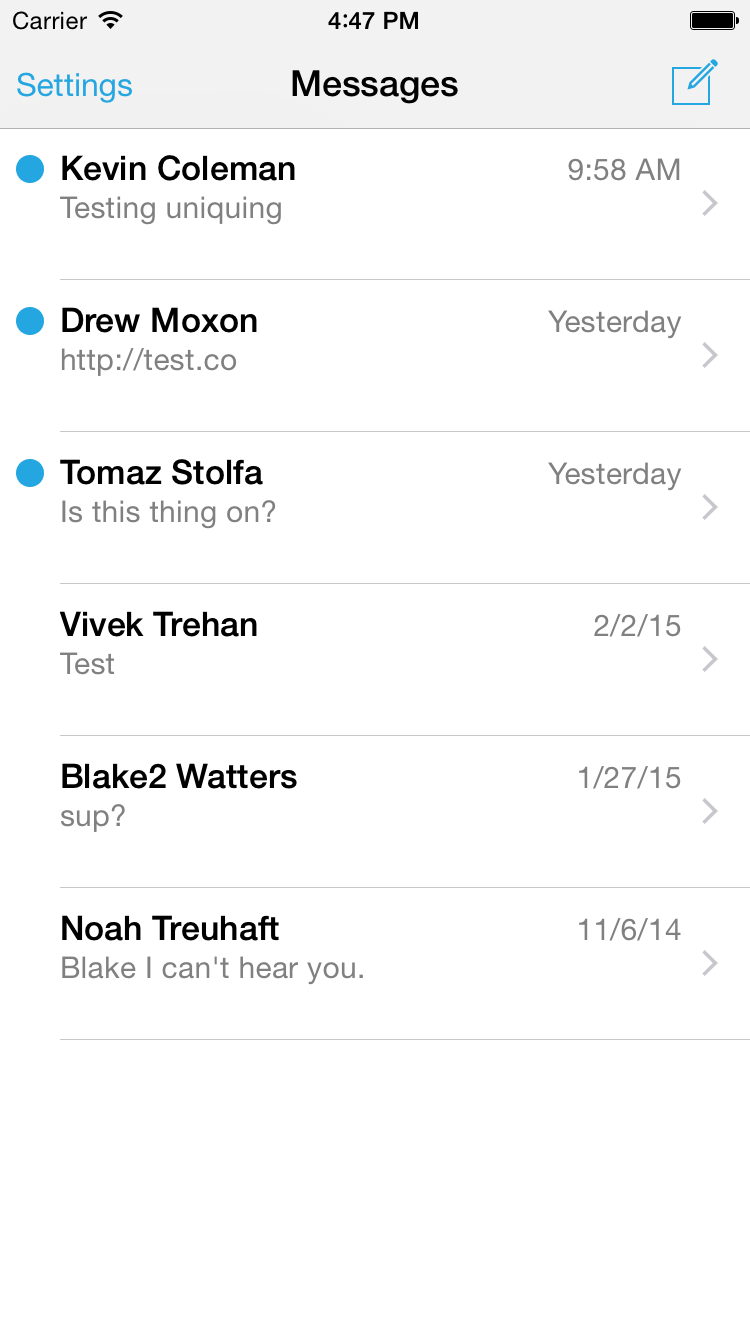 Carrier 4:47 PM
Settings Messages
Kevin Coleman 9:58 AM
Testing uniquing
Drew Moxon Yesterday
http://test.co
Tomaz Stolfa Yesterday
Is this thing on?
Vivek Trehan 2/2/15
Test
Blake2 Watters 1/27/15
sup?
Noah Treuhaft 11/6/14
Blake I can't hear you.